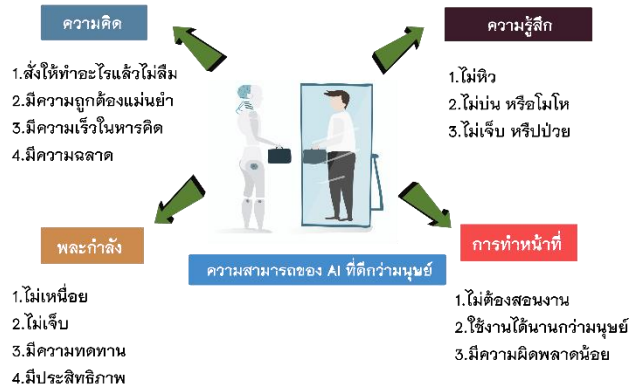 ความคิด
1.สั่งให้ทำอะไรแล้วไม่ลืม
2.มีความถูกต้องแม่นยำ
3.มีความเร็วในหารคิด
4.มีความฉลาด
ความรู้สึก
1.ไม่หิว
2.ไม่บ่น หรือโมโห
3.ไม่เจ็บ หรืปป่วย
ความสามารถของ AI ที่ดีกว่ามนุษย์
พละกำลัง
1.ไม่เหนื่อย
2.ไม่เจ็บ
3.มีความทดทาน
4.มีประสิทธิภาพ
การทำหน้าที่
1.ไม่ต้องสอนงาน
2.ใช้งานได้นานกว่ามนุษย์
3.มีความผิดพลาดน้อย